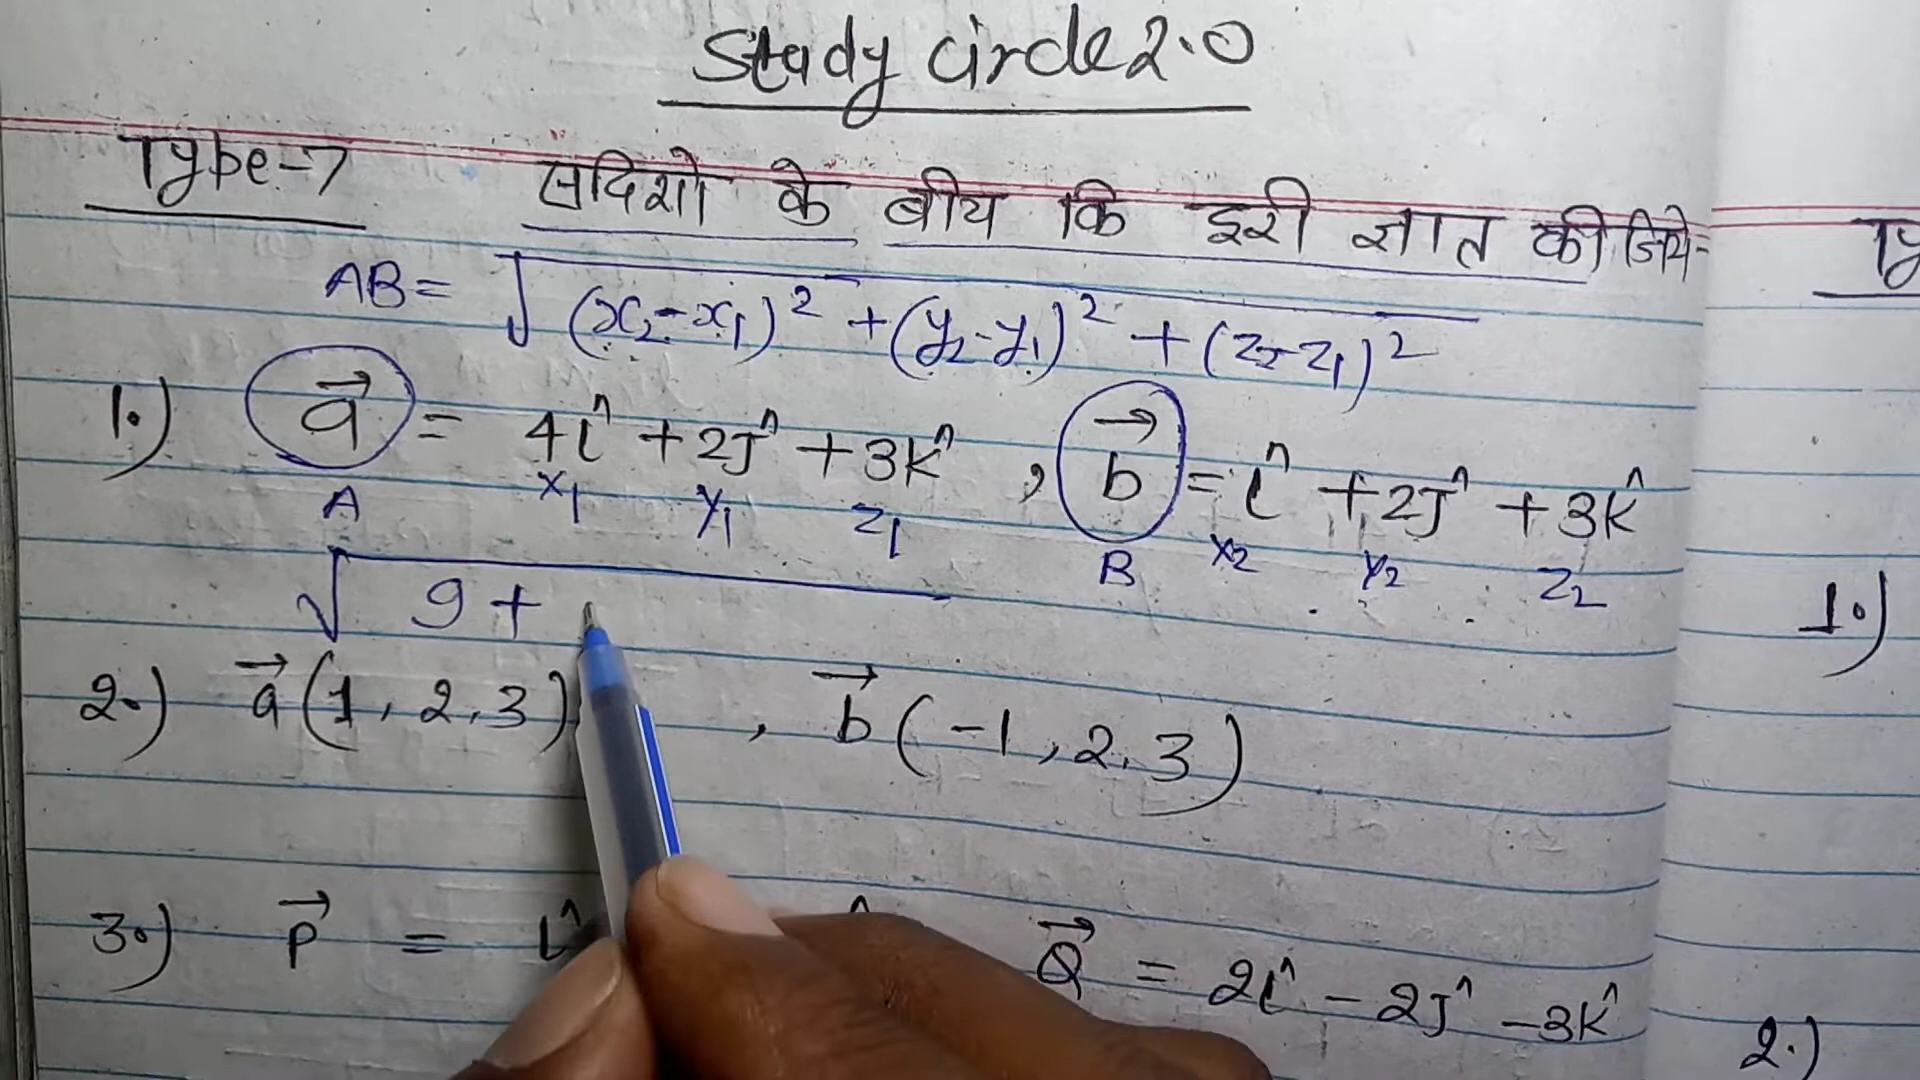 Study Circle 2.0
Type-7 सदिशो के बीच कि दूरी ज्ञात कीजिये-
AB = √(x₂-x₁)² + (y₂-y₁)² + (z₂-z₁)²
1.) a⃗ = 4î + 2ĵ + 3k̂ , b⃗ = î + 2ĵ + 3k̂
A x₁ y₁ z₁ B x₂ y₂ z₂
√ 9 +
2.) a⃗ (1, 2, 3) , b⃗ (-1, 2, 3)
3.) P⃗ = î Q⃗ = 2î - 2ĵ - 3k̂
Ty
1.)
2.)